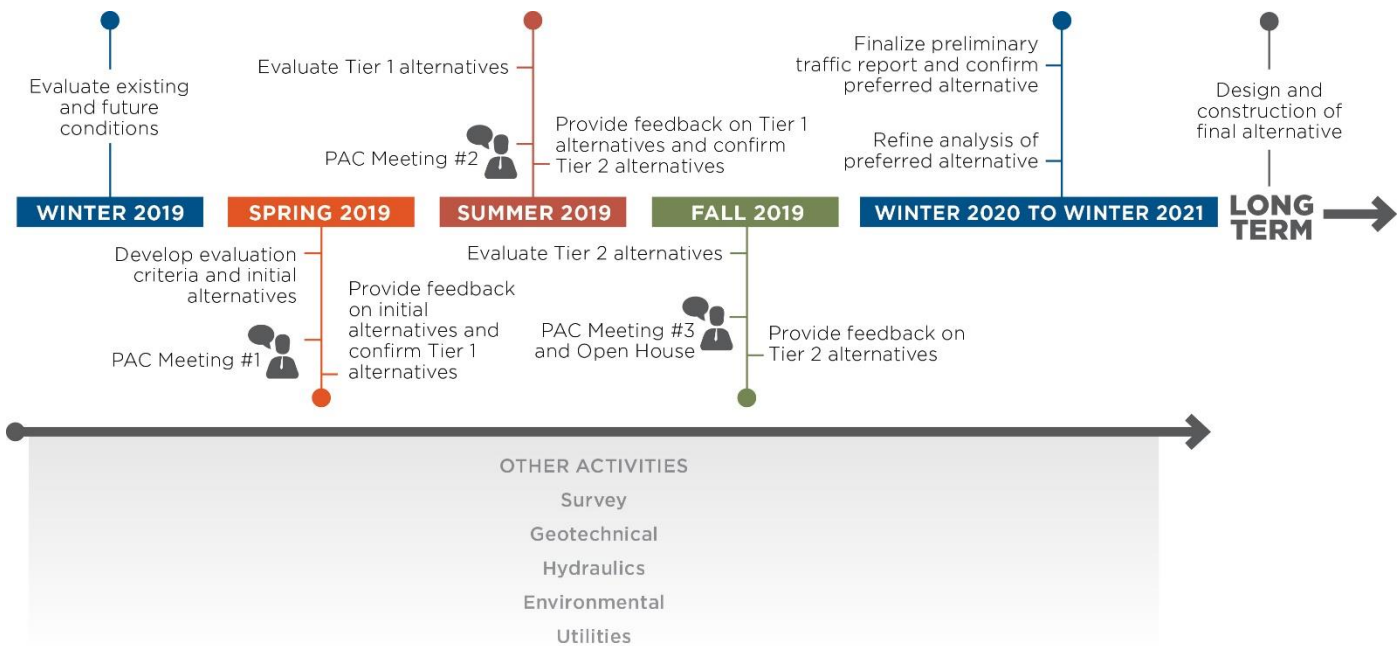 Evaluate existing
and future
conditions
WINTER 2019
SPRING 2019
Develop evaluation
criteria and initial
alternatives
PAC Meeting #1
Provide feedback
on initial
alternatives and
confirm Tier 1
alternatives
Evaluate Tier 1 alternatives
PAC Meeting #2
Provide feedback on Tier 1
alternatives and confirm
Tier 2 alternatives
SUMMER 2019
FALL 2019
Evaluate Tier 2 alternatives
PAC Meeting #3
and Open House
Provide feedback on
Tier 2 alternatives
Finalize preliminary
traffic report and confirm
preferred alternative
Refine analysis of
preferred alternative
WINTER 2020 TO WINTER 2021
Design and
construction of
final alternative
LONG
TERM
OTHER ACTIVITIES
Survey
Geotechnical
Hydraulics
Environmental
Utilities